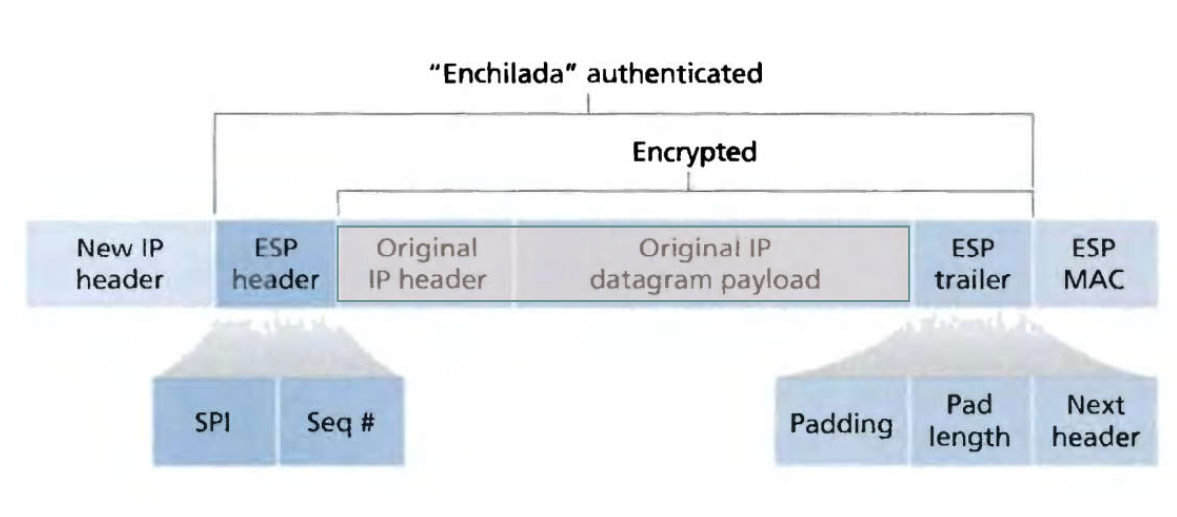 "Enchilada" authenticated
Encrypted
New IP
header
ESP
header
Original
IP header
Original IP
datagram payload
ESP
trailer
ESP
MAC
SPI
Seq #
Padding
Pad
length
Next
header